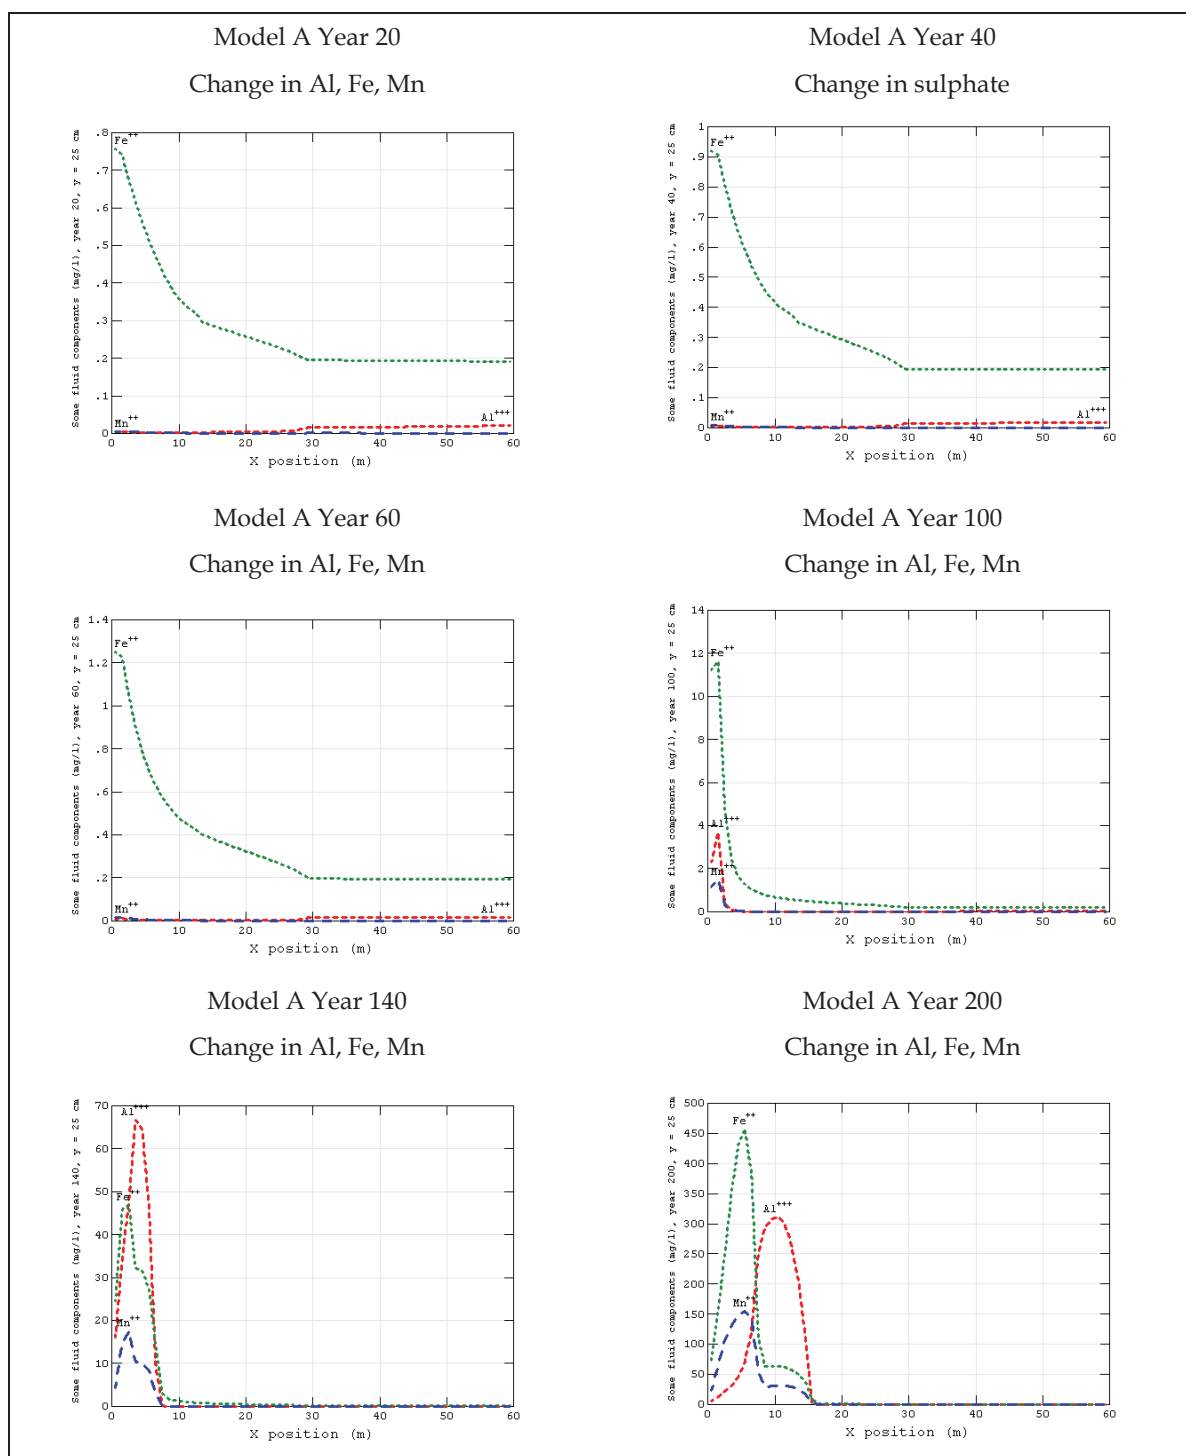 Model A Year 20
Change in Al, Fe, Mn
Some fluid components (mg/l), year 20, y = 25 cm
.8
.7
.6
.5
.4
.3
.2
.1
0
Fe++
Mn++
Al+++
0 10 20 30 40 50 60
X position (m)
Model A Year 40
Change in sulphate
Some fluid components (mg/l), year 40, y = 25 cm
1
.9
.8
.7
.6
.5
.4
.3
.2
.1
0
Fe++
Mn++
Al+++
0 10 20 30 40 50 60
X position (m)
Model A Year 60
Change in Al, Fe, Mn
Some fluid components (mg/l), year 60, y = 25 cm
1.4
1.2
1
.8
.6
.4
.2
0
Fe++
Mn++
Al+++
0 10 20 30 40 50 60
X position (m)
Model A Year 100
Change in Al, Fe, Mn
Some fluid components (mg/l), year 100, y = 25 cm
14
12
10
8
6
4
2
0
Fe++
Al+++
Mn++
0 10 20 30 40 50 60
X position (m)
Model A Year 140
Change in Al, Fe, Mn
Some fluid components (mg/l), year 140, y = 25 cm
70
60
50
40
30
20
10
0
Al+++
Fe++
Mn++
0 10 20 30 40 50 60
X position (m)
Model A Year 200
Change in Al, Fe, Mn
Some fluid components (mg/l), year 200, y = 25 cm
500
450
400
350
300
250
200
150
100
50
0
Fe++
Al+++
Mn++
0 10 20 30 40 50 60
X position (m)